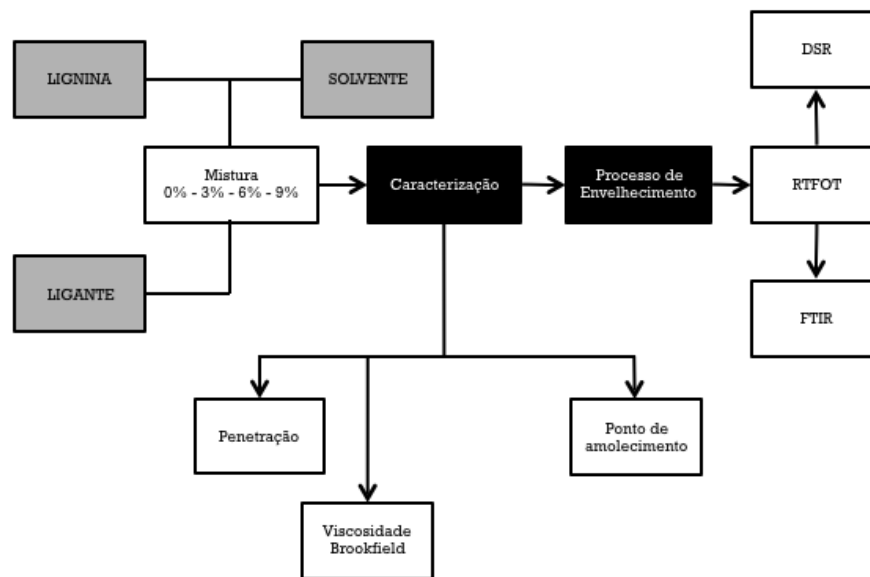 DSR
LIGNINA
SOLVENTE
Mistura
0% - 3% - 6% - 9%
Caracterização
Processo de
Envelhecimento
RTFOT
LIGANTE
FTIR
Penetração
Ponto de
amolecimento
Viscosidade
Brookfield